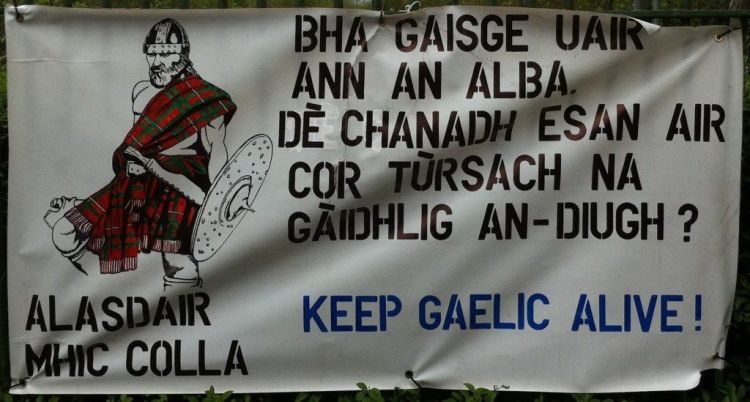 BHA GAISGE UAIR
ANN AN ALBA.
DÈ CHANADH ESAN AIR
COR TÙRSACH NA
GÀIDHLIG AN-DIUGH ?
ALASDAIR
MHIC COLLA
KEEP GAELIC ALIVE !